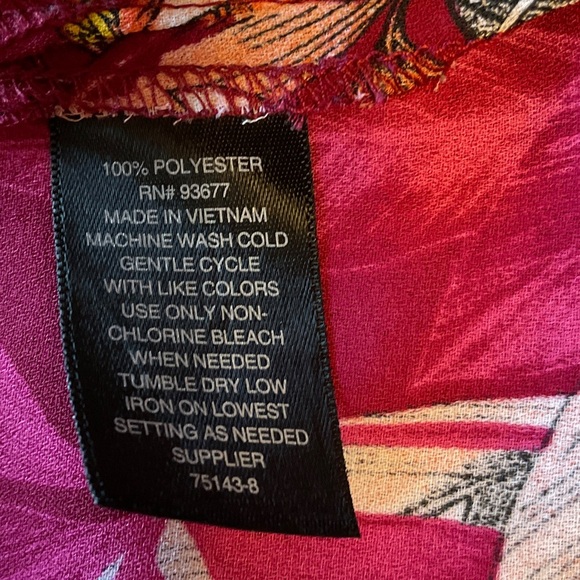 100% POLYESTER
RN# 93677
MADE IN VIETNAM
MACHINE WASH COLD
GENTLE CYCLE
WITH LIKE COLORS
USE ONLY NON-
CHLORINE BLEACH
WHEN NEEDED
TUMBLE DRY LOW
IRON ON LOWEST
SETTING AS NEEDED
SUPPLIER
75143-8